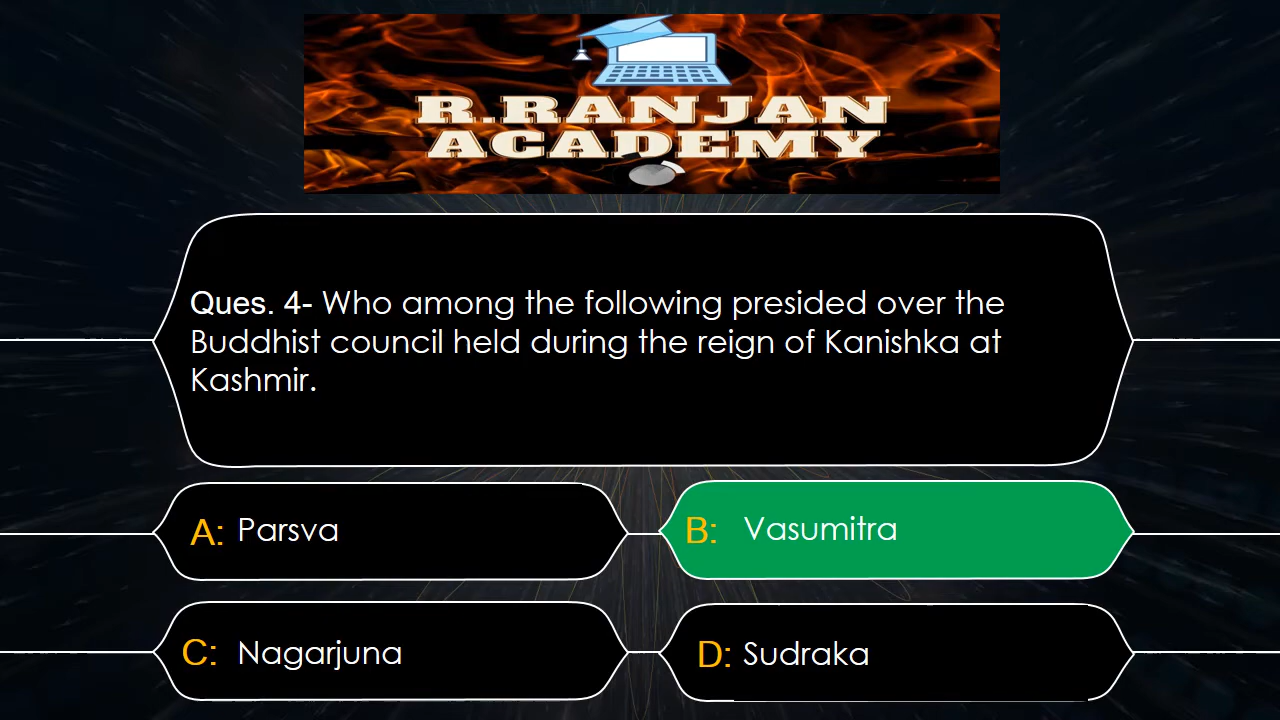 R.RANJAN
ACADEMY
Ques. 4- Who among the following presided over the
Buddhist council held during the reign of Kanishka at
Kashmir.
A: Parsva
B: Vasumitra
C: Nagarjuna
D: Sudraka